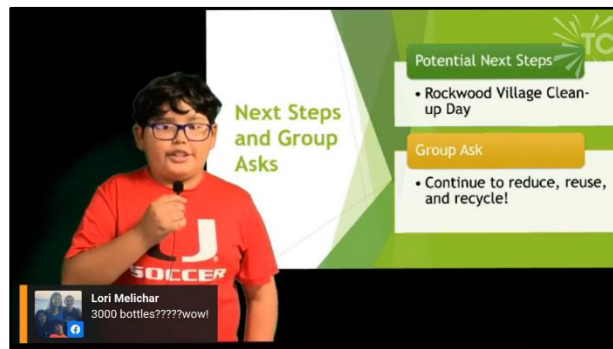 TC
Potential Next Steps
Next Steps
and Group
Asks
• Rockwood Village Clean-
up Day
Group Ask
• Continue to reduce, reuse,
and recycle!
U
SOCCER
Lori Melichar
3000 bottles?????wow!